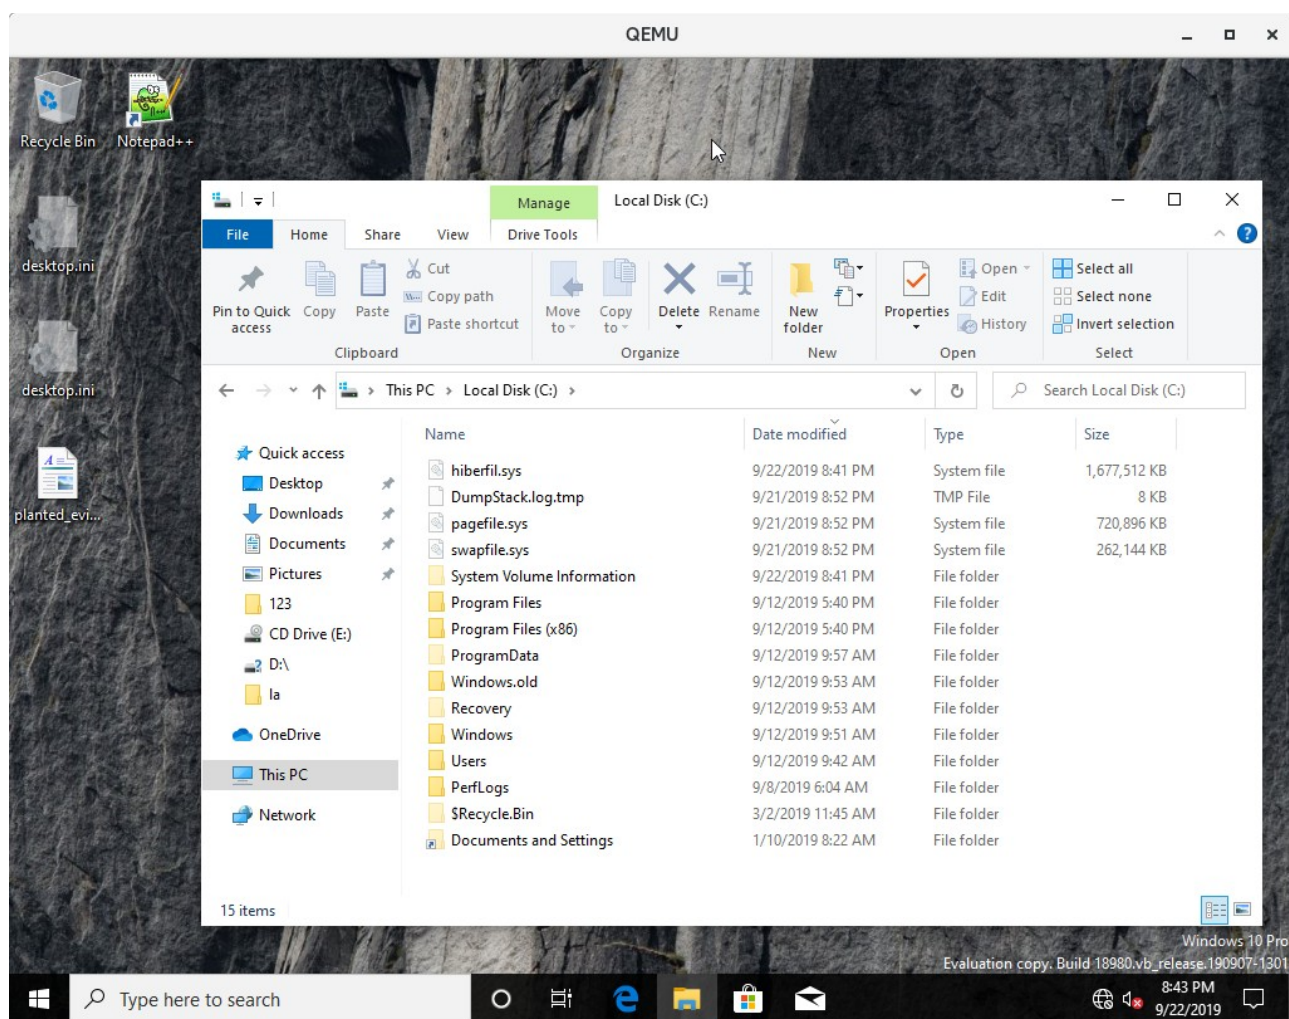 QEMU
Recycle Bin
Notepad++
desktop.ini
desktop.ini
planted_evi...
Manage
Local Disk (C:)
File
Home
Share
View
Drive Tools
Pin to Quick access
Copy
Paste
Cut
Copy path
Paste shortcut
Clipboard
Move to
Copy to
Delete
Rename
Organize
New folder
New
Properties
Open
Edit
History
Open
Select all
Select none
Invert selection
Select
This PC > Local Disk (C:) >
Search Local Disk (C:)
Quick access
Desktop
Downloads
Documents
Pictures
123
CD Drive (E:)
D:\
la
OneDrive
This PC
Network
Name Date modified Type Size
hiberfil.sys 9/22/2019 8:41 PM System file 1,677,512 KB
DumpStack.log.tmp 9/21/2019 8:52 PM TMP File 8 KB
pagefile.sys 9/21/2019 8:52 PM System file 720,896 KB
swapfile.sys 9/21/2019 8:52 PM System file 262,144 KB
System Volume Information 9/22/2019 8:41 PM File folder
Program Files 9/12/2019 5:40 PM File folder
Program Files (x86) 9/12/2019 5:40 PM File folder
ProgramData 9/12/2019 9:57 AM File folder
Windows.old 9/12/2019 9:53 AM File folder
Recovery 9/12/2019 9:53 AM File folder
Windows 9/12/2019 9:51 AM File folder
Users 9/12/2019 9:42 AM File folder
PerfLogs 9/8/2019 6:04 AM File folder
$Recycle.Bin 3/2/2019 11:45 AM File folder
Documents and Settings 1/10/2019 8:22 AM File folder
15 items
Windows 10 Pro
Evaluation copy. Build 18980.vb_release.190907-1301
Type here to search
8:43 PM
9/22/2019